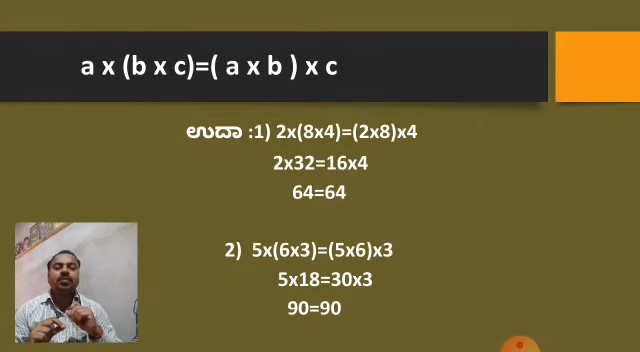 a x (b x c)=( a x b ) x c
ಉದಾ :1) 2x(8x4)=(2x8)x4
2x32=16x4
64=64
2) 5x(6x3)=(5x6)x3
5x18=30x3
90=90